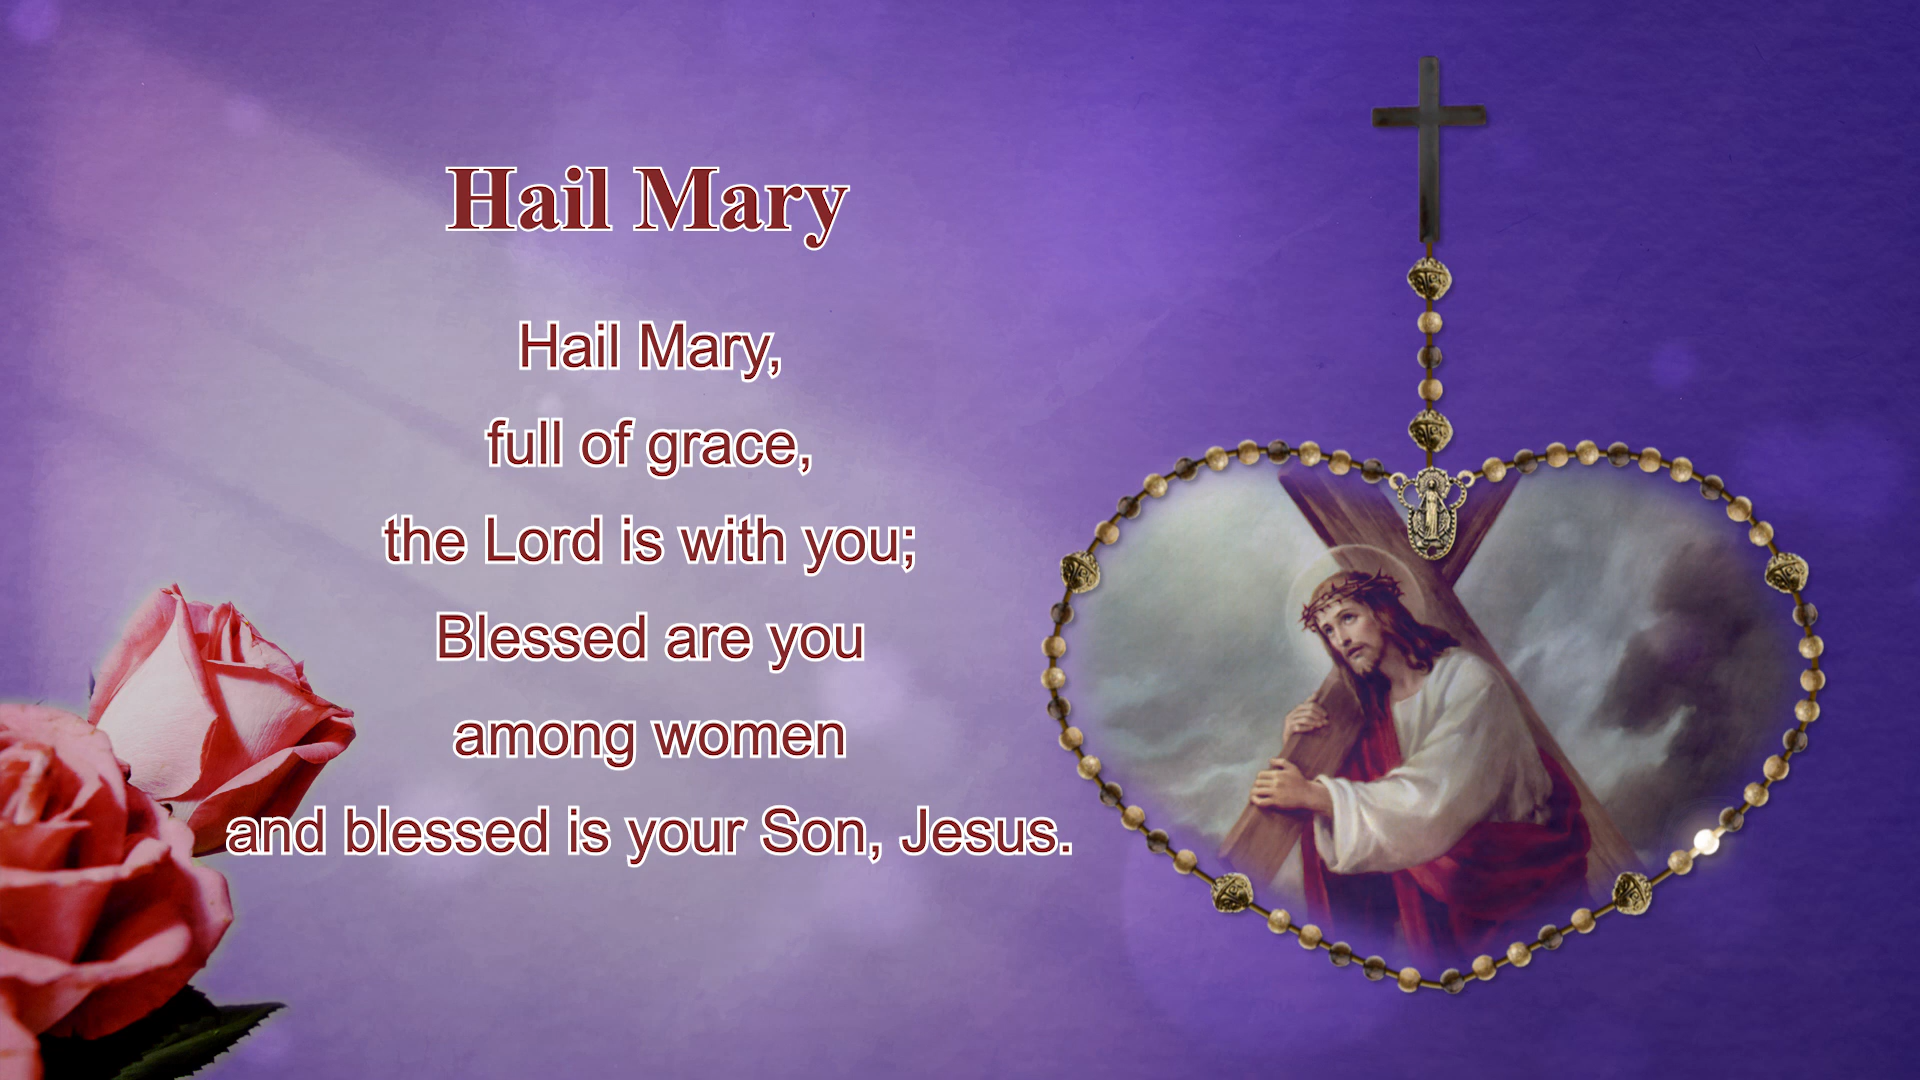 Hail Mary
Hail Mary,
full of grace,
the Lord is with you;
Blessed are you
among women
and blessed is your Son, Jesus.